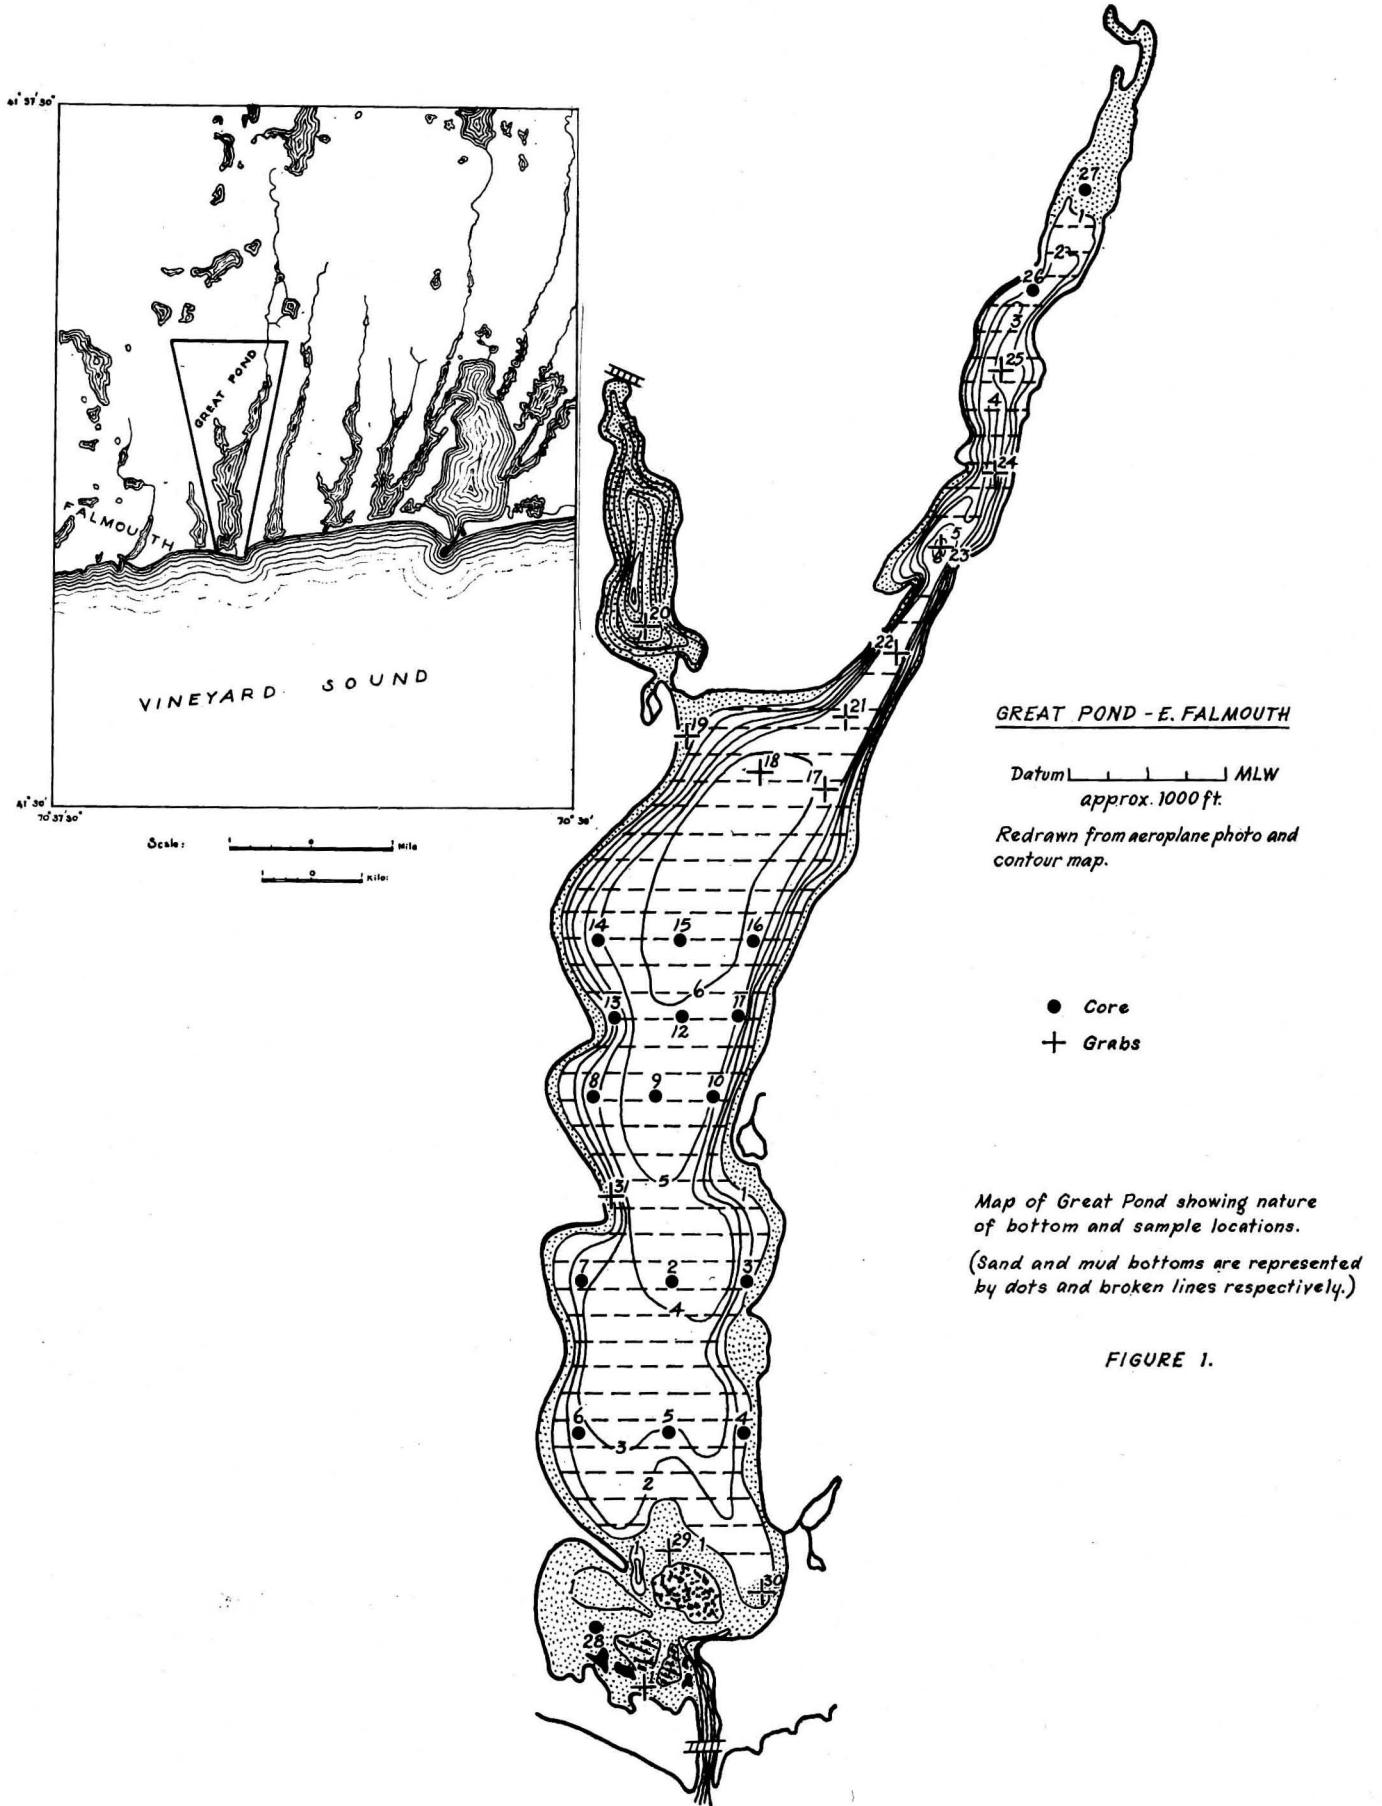 41° 37' 30"
GREAT POND
FALMOUTH
VINEYARD SOUND
41° 30'
70° 37' 30"
70° 30'
Scale:
0
Mile
0
Kilo:
27
1
2
26
3
25
4
24
5
23
20
22
21
19
18
17
GREAT POND - E. FALMOUTH
Datum MLW
approx. 1000 ft.
Redrawn from aeroplane photo and
contour map.
14 15 16
6
13 11
12
Core
Grabs
8 9 10
5
1
Map of Great Pond showing nature
of bottom and sample locations.
(Sand and mud bottoms are represented
by dots and broken lines respectively.)
7 2 3
4
FIGURE 1.
6 5 4
3
2
29 1
1
30
28